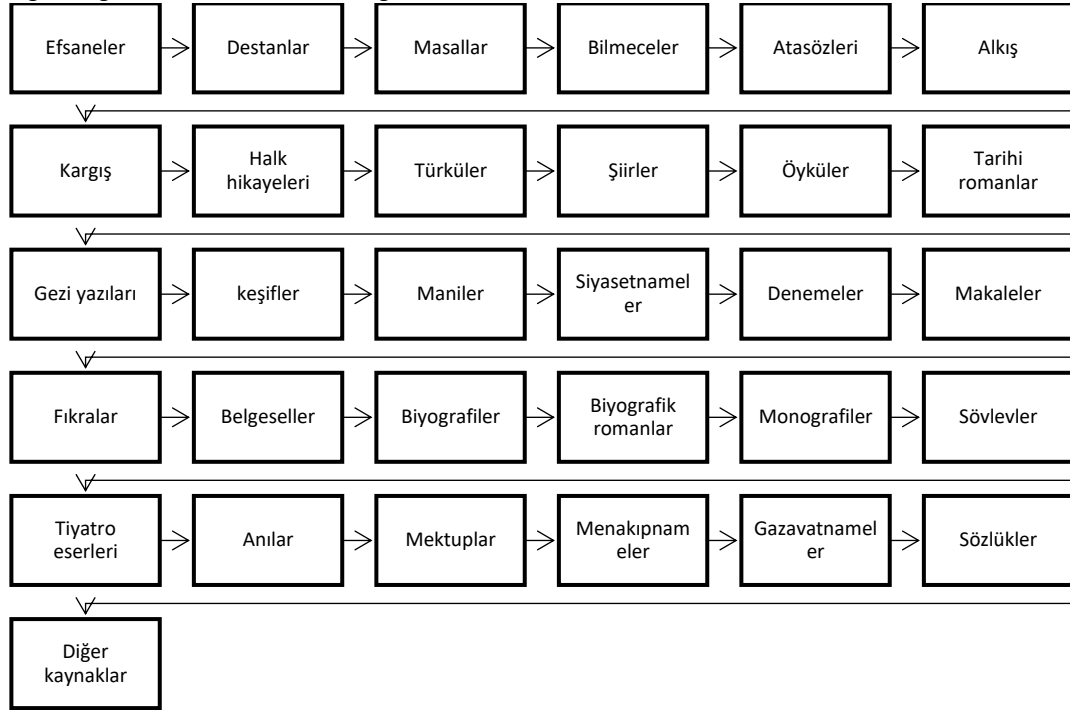 Efsaneler
Destanlar
Masallar
Bilmeceler
Atasözleri
Alkış
Kargış
Halk
hikayeleri
Türküler
Şiirler
Öyküler
Tarihi
romanlar
Gezi yazıları
keşifler
Maniler
Siyasetnamel
er
Denemeler
Makaleler
Fıkralar
Belgeseller
Biyografiler
Biyografik
romanlar
Monografiler
Sövlevler
Tiyatro
eserleri
Anılar
Mektuplar
Menakıpnam
eler
Gazavatnamel
er
Sözlükler
Diğer
kaynaklar